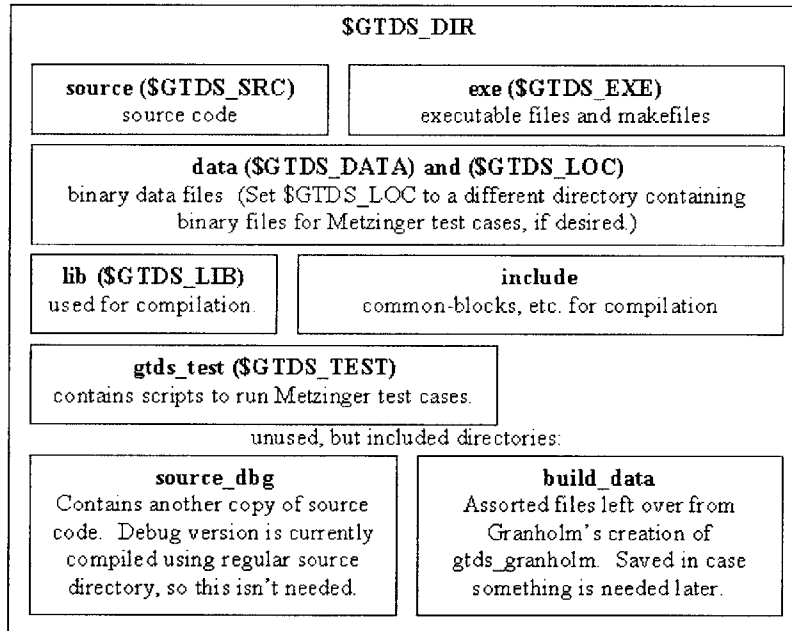 $GTDS_DIR
source ($GTDS_SRC)
source code
exe ($GTDS_EXE)
executable files and makefiles
data ($GTDS_DATA) and ($GTDS_LOC)
binary data files (Set $GTDS_LOC to a different directory containing
binary files for Metzinger test cases, if desired.)
lib ($GTDS_LIB)
used for compilation.
include
common-blocks, etc. for compilation
gtds_test ($GTDS_TEST)
contains scripts to run Metzinger test cases.
unused, but included directories:
source_dbg
Contains another copy of source
code. Debug version is currently
compiled using regular source
directory, so this isn't needed.
build_data
Assorted files left over from
Granholm's creation of
gtds_granholm. Saved in case
something is needed later.